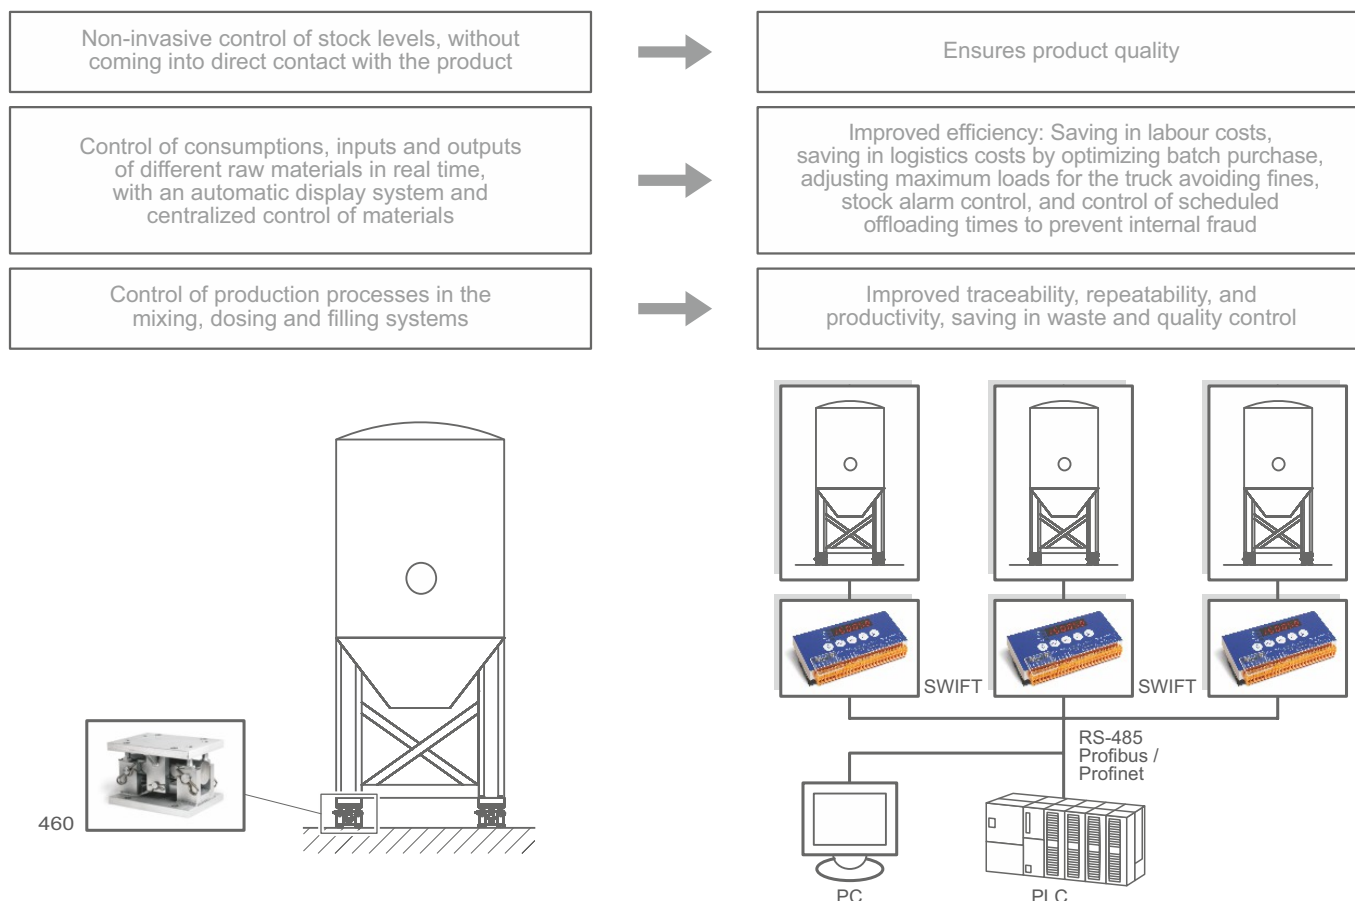 Non-invasive control of stock levels, without
coming into direct contact with the product
Ensures product quality
Control of consumptions, inputs and outputs
of different raw materials in real time,
with an automatic display system and
centralized control of materials
Improved efficiency: Saving in labour costs,
saving in logistics costs by optimizing batch purchase,
adjusting maximum loads for the truck avoiding fines,
stock alarm control, and control of scheduled
offloading times to prevent internal fraud
Control of production processes in the
mixing, dosing and filling systems
Improved traceability, repeatability, and
productivity, saving in waste and quality control
SWIFT
SWIFT
RS-485
Profibus /
Profinet
460
PC
PLC